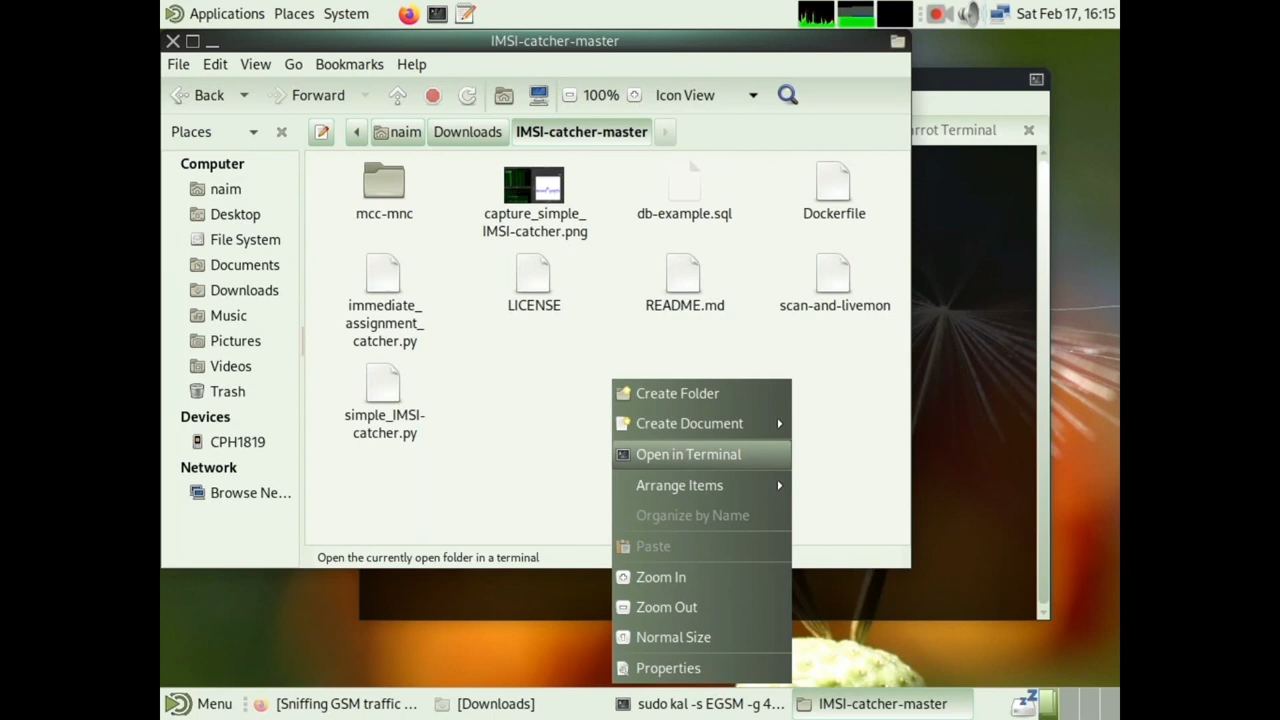 Applications Places System
Sat Feb 17, 16:15
IMSI-catcher-master
File Edit View Go Bookmarks Help
Back Forward 100% Icon View
Places naim Downloads IMSI-catcher-master
Parrot Terminal
Computer
naim
Desktop
File System
Documents
Downloads
Music
Pictures
Videos
Trash
Devices
CPH1819
Network
Browse Ne...
mcc-mnc
capture_simple_
IMSI-catcher.png
db-example.sql
Dockerfile
immediate_
assignment_
catcher.py
LICENSE
README.md
scan-and-livemon
simple_IMSI-
catcher.py
Create Folder
Create Document
Open in Terminal
Arrange Items
Organize by Name
Paste
Zoom In
Zoom Out
Normal Size
Properties
Open the currently open folder in a terminal
Menu [Sniffing GSM traffic ... [Downloads] sudo kal -s EGSM -g 4... IMSI-catcher-master